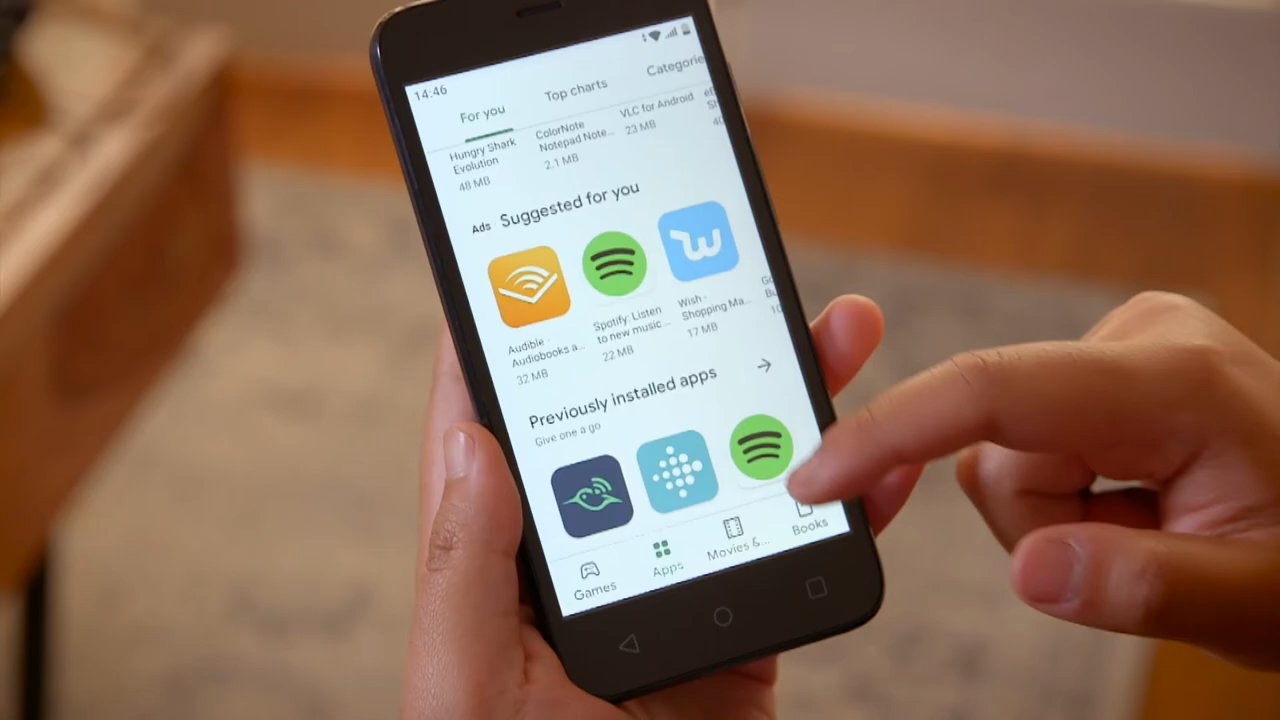 14:46
For you
Top charts
Categorie
Hungry Shark
Evolution
48 MB
ColorNote
Notepad Note...
2.1 MB
VLC for Android
23 MB
Ads · Suggested for you
Audible -
Audiobooks a...
32 MB
Spotify: Listen
to new music ...
22 MB
Wish -
Shopping Ma...
17 MB
Previously installed apps
Give one a go
Games
Apps
Movies &...
Books